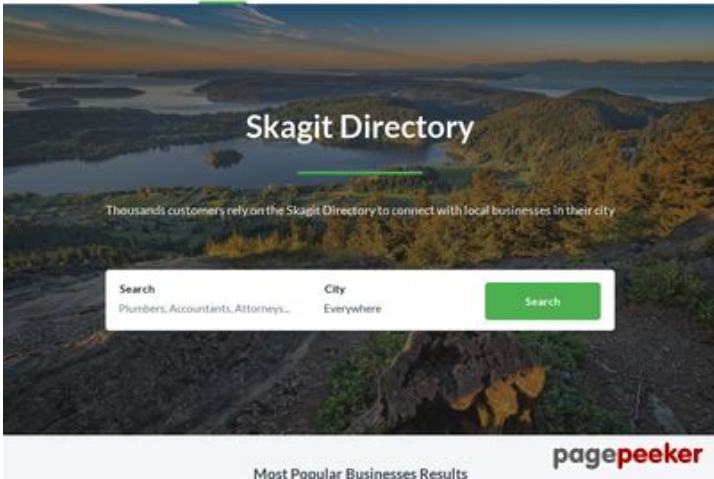 Skagit Directory
Thousands customers rely on the Skagit Directory to connect with local businesses in their city
Search
City
Plumbers, Accountants, Attorneys...
Everywhere
Search
pagepeeker
Most Popular Businesses Results